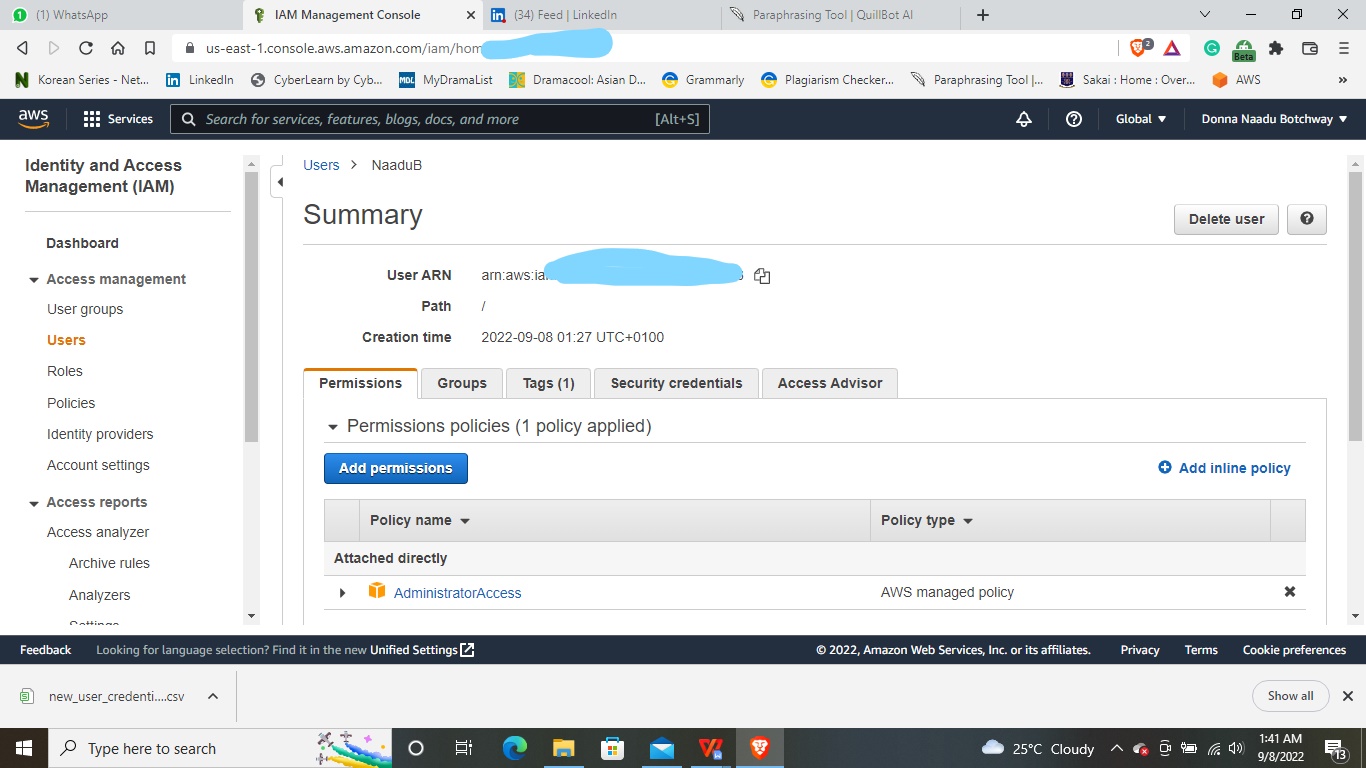 (1) WhatsApp
IAM Management Console
(34) Feed | LinkedIn
Paraphrasing Tool | QuillBot AI
us-east-1.console.aws.amazon.com/iam/hom
2
Beta
Korean Series - Net...
LinkedIn
CyberLearn by Cyb...
MDL MyDramaList
Dramacool: Asian D...
Grammarly
Plagiarism Checker...
Paraphrasing Tool |...
Sakai : Home : Over...
AWS
»
aws
Services
Search for services, features, blogs, docs, and more [Alt+S]
Global
Donna Naadu Botchway
Identity and Access
Management (IAM)
Dashboard
Access management
User groups
Users
Roles
Policies
Identity providers
Account settings
Access reports
Access analyzer
Archive rules
Analyzers
Settings
Users > NaaduB
Summary
Delete user
User ARN arn:aws:ia
Path /
Creation time 2022-09-08 01:27 UTC+0100
Permissions
Groups
Tags (1)
Security credentials
Access Advisor
Permissions policies (1 policy applied)
Add permissions
Add inline policy
Policy name
Policy type
Attached directly
AdministratorAccess
AWS managed policy
Feedback
Looking for language selection? Find it in the new Unified Settings
© 2022, Amazon Web Services, Inc. or its affiliates.
Privacy
Terms
Cookie preferences
new_user_credenti....csv
Show all
Type here to search
25°C Cloudy
1:41 AM
9/8/2022
13